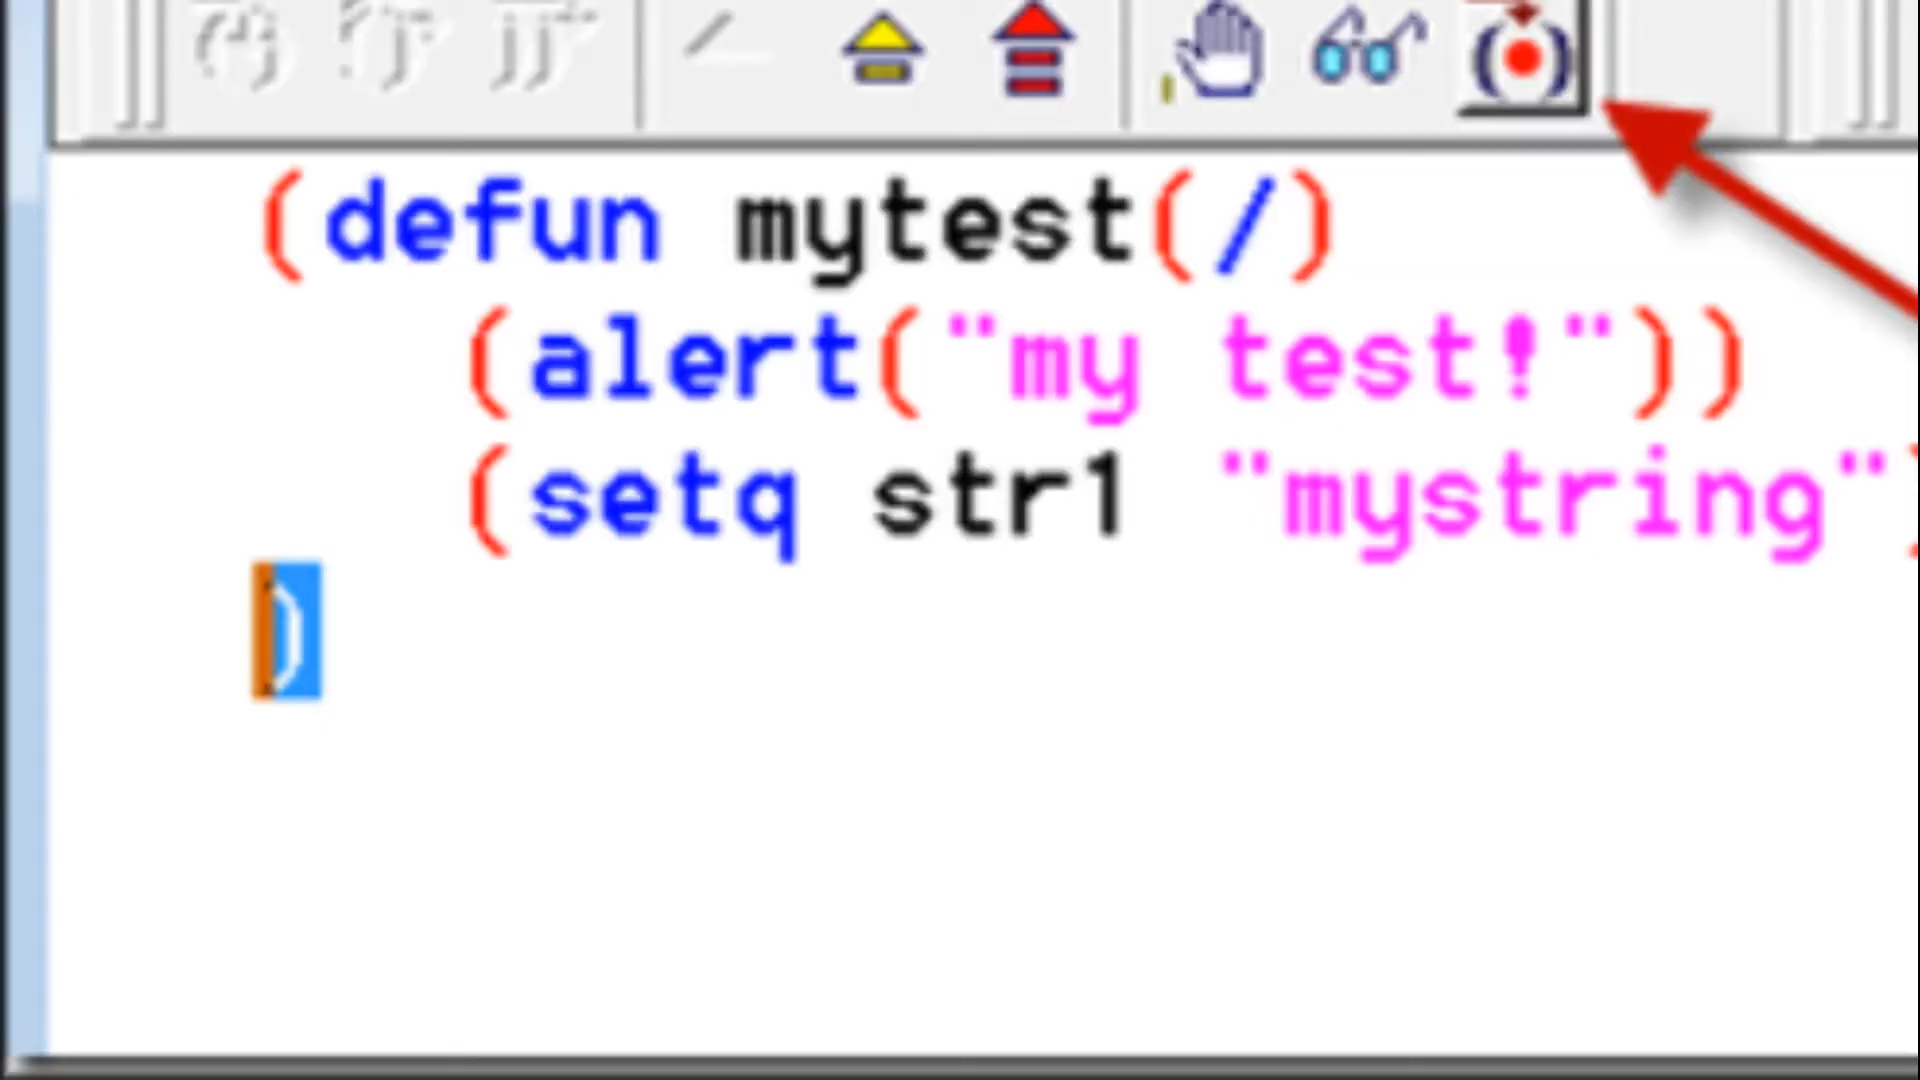 (defun mytest(/)
(alert("my test!"))
(setq str1 "mystring")
)